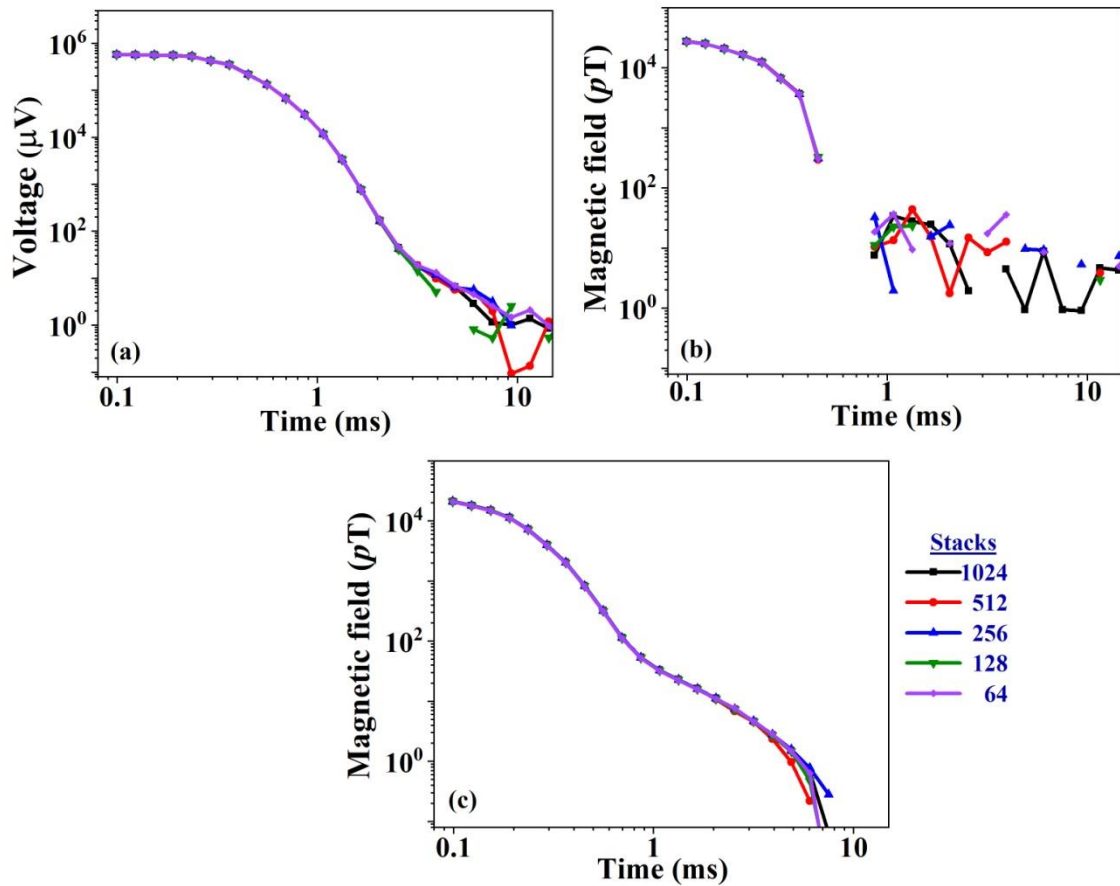 Voltage (μV)
10⁶
10⁴
10²
10⁰
(a)
0.1
1
10
Time (ms)
Magnetic field (pT)
10⁴
10²
10⁰
(b)
0.1
1
10
Time (ms)
Magnetic field (pT)
10⁴
10²
10⁰
(c)
0.1
1
10
Time (ms)
Stacks
1024
512
256
128
64